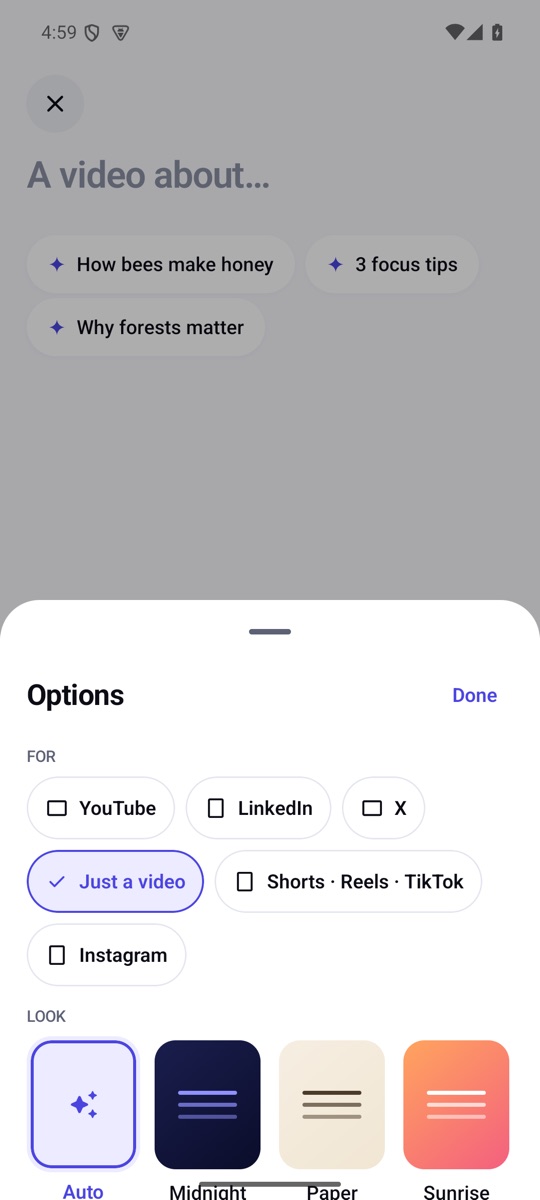 4:59
A video about...
How bees make honey
3 focus tips
Why forests matter
Options
Done
FOR
YouTube
LinkedIn
X
Just a video
Shorts · Reels · TikTok
Instagram
LOOK
Auto
Midnight
Paper
Sunrise